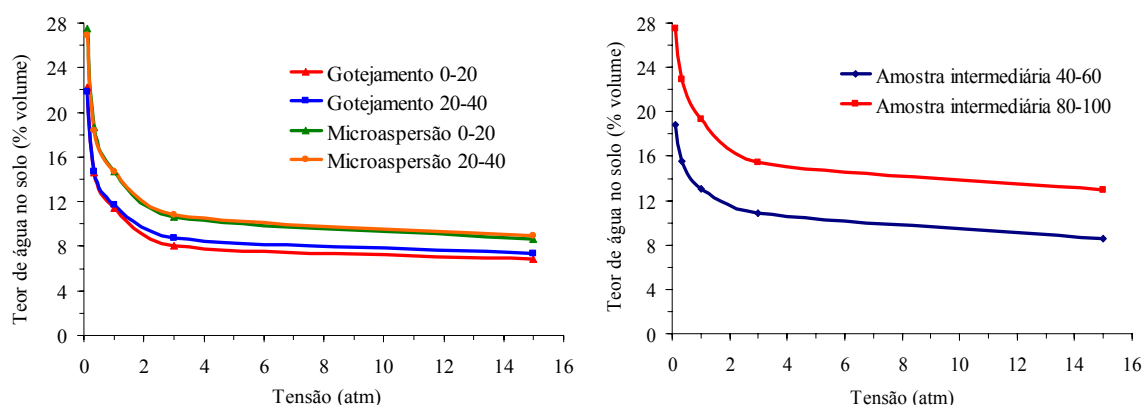 Teor de água no solo (% volume)
28
24
20
16
12
8
4
0
0 2 4 6 8 10 12 14 16
Tensão (atm)
Gotejamento 0-20
Gotejamento 20-40
Microaspersão 0-20
Microaspersão 20-40
Teor de água no solo (% volume)
28
24
20
16
12
8
4
0
0 2 4 6 8 10 12 14 16
Tensão (atm)
Amostra intermediária 40-60
Amostra intermediária 80-100